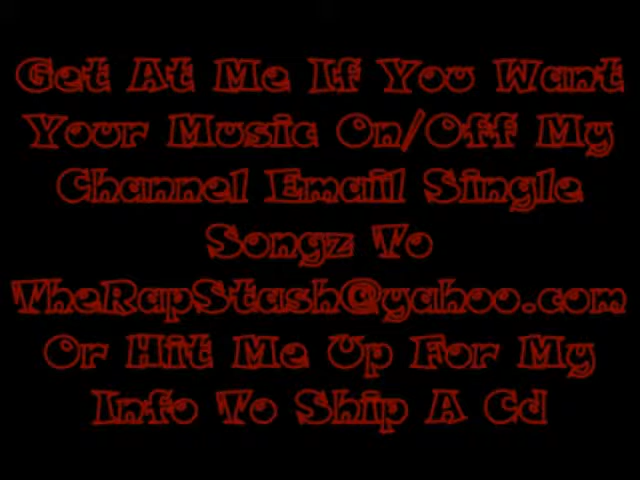 Get At Me If You Want
Your Music On/Off My
Channel Email Single
Songz To
TheRapStash@yahoo.com
Or Hit Me Up For My
Info To Ship A Cd